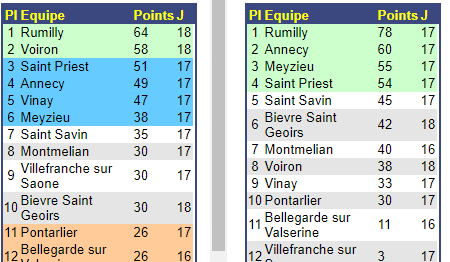 Pl Equipe Points J
1 Rumilly 64 18
2 Voiron 58 18
3 Saint Priest 51 17
4 Annecy 49 17
5 Vinay 47 17
6 Meyzieu 38 17
7 Saint Savin 35 17
8 Montmelian 30 17
9 Villefranche sur Saone 30 17
10 Bievre Saint Geoirs 30 18
11 Pontarlier 26 17
12 Bellegarde sur 26 16
Pl Equipe Points J
1 Rumilly 78 17
2 Annecy 60 17
3 Meyzieu 55 17
4 Saint Priest 54 17
5 Saint Savin 45 17
6 Bievre Saint Geoirs 42 18
7 Montmelian 40 16
8 Voiron 38 18
9 Vinay 33 17
10 Pontarlier 30 17
11 Bellegarde sur Valserine 11 16
12 Villefranche sur 3 17